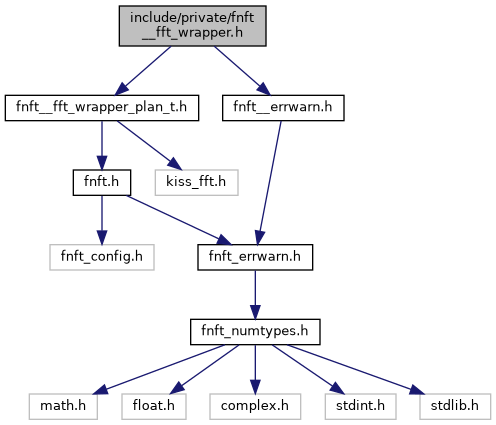 include/private/fnft
__fft_wrapper.h
fnft__fft_wrapper_plan_t.h
fnft__errwarn.h
fnft.h
kiss_fft.h
fnft_config.h
fnft_errwarn.h
fnft_numtypes.h
math.h
float.h
complex.h
stdint.h
stdlib.h